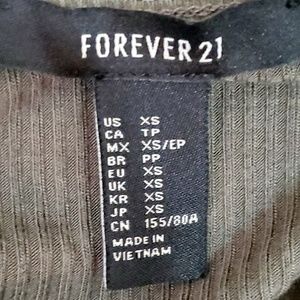 FOREVER 21
US XS
CA TP
MX XS/EP
BR PP
EU XS
UK XS
KR XS
JP XS
CN 155/80A
MADE IN
VIETNAM